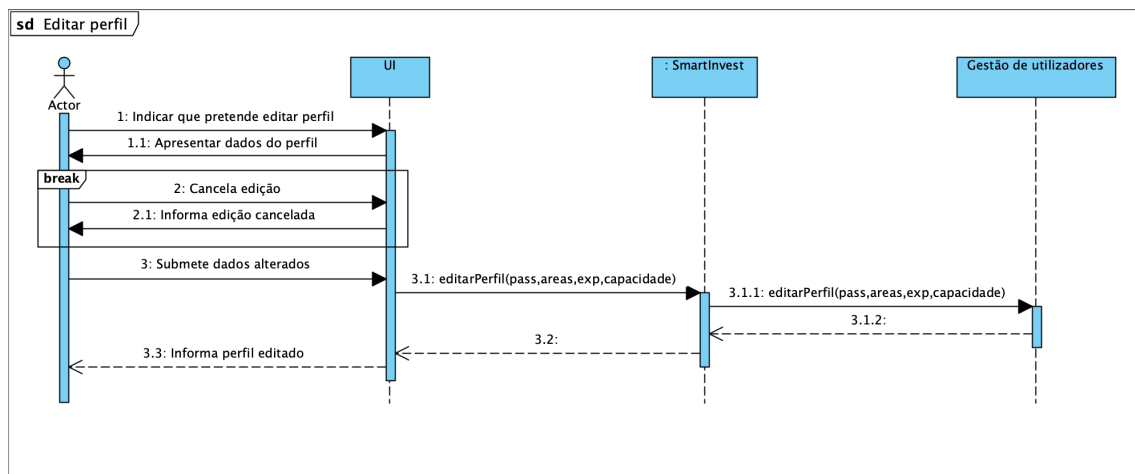 sd Editar perfil
UI
: SmartInvest
Gestão de utilizadores
Actor
1: Indicar que pretende editar perfil
1.1: Apresentar dados do perfil
break
2: Cancela edição
2.1: Informa edição cancelada
3: Submete dados alterados
3.1: editarPerfil(pass,areas,exp,capacidade)
3.1.1: editarPerfil(pass,areas,exp,capacidade)
3.1.2:
3.2:
3.3: Informa perfil editado